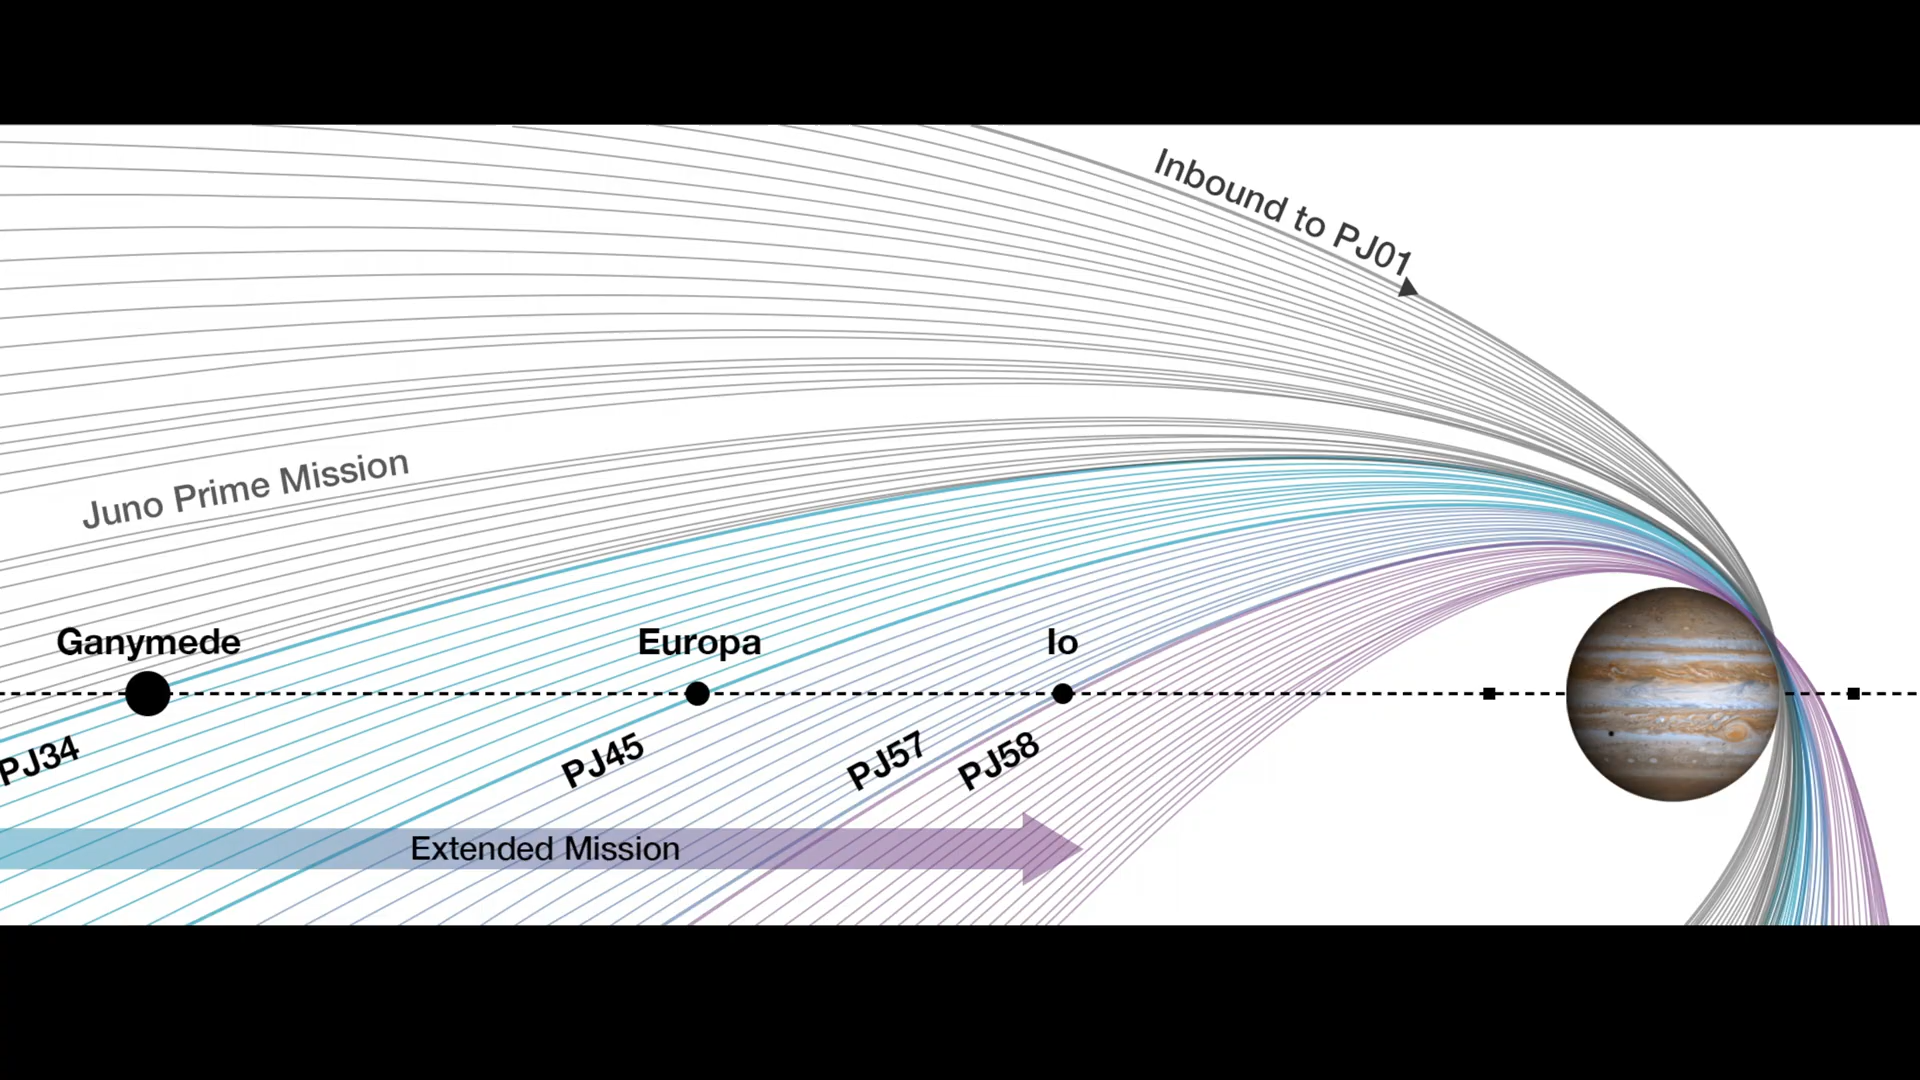 Inbound to PJ01
Juno Prime Mission
Ganymede
Europa
Io
PJ34
PJ45
PJ57
PJ58
Extended Mission